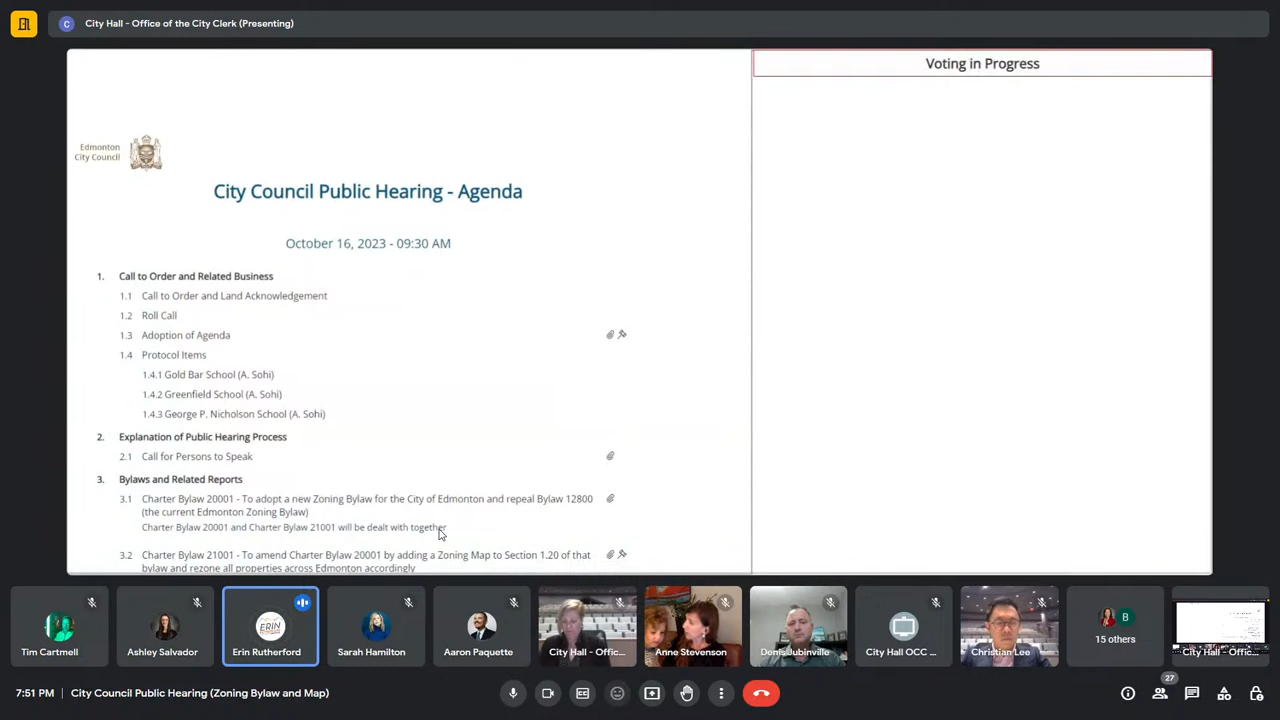 C City Hall - Office of the City Clerk (Presenting)
Voting in Progress
Edmonton
City Council
City Council Public Hearing - Agenda
October 16, 2023 - 09:30 AM
1. Call to Order and Related Business
1.1 Call to Order and Land Acknowledgement
1.2 Roll Call
1.3 Adoption of Agenda
1.4 Protocol Items
1.4.1 Gold Bar School (A. Sohi)
1.4.2 Greenfield School (A. Sohi)
1.4.3 George P. Nicholson School (A. Sohi)
2. Explanation of Public Hearing Process
2.1 Call for Persons to Speak
3. Bylaws and Related Reports
3.1 Charter Bylaw 20001 - To adopt a new Zoning Bylaw for the City of Edmonton and repeal Bylaw 12800
(the current Edmonton Zoning Bylaw)
Charter Bylaw 20001 and Charter Bylaw 21001 will be dealt with together
3.2 Charter Bylaw 21001 - To amend Charter Bylaw 20001 by adding a Zoning Map to Section 1.20 of that
bylaw and rezone all properties across Edmonton accordingly
ERIN
B
Tim Cartmell
Ashley Salvador
Erin Rutherford
Sarah Hamilton
Aaron Paquette
City Hall - Offic...
Anne Stevenson
Denis Jubinville
City Hall OCC ...
Christian Lee
15 others
City Hall - Offic...
7:51 PM | City Council Public Hearing (Zoning Bylaw and Map)
27